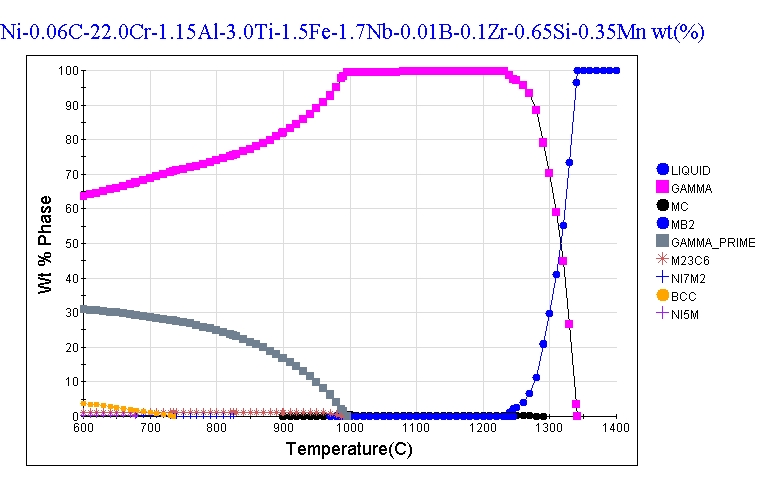 Ni-0.06C-22.0Cr-1.15Al-3.0Ti-1.5Fe-1.7Nb-0.01B-0.1Zr-0.65Si-0.35Mn wt(%)
100
90
80
70
60
50
40
30
20
10
0
Wt % Phase
600 700 800 900 1000 1100 1200 1300 1400
Temperature(C)
LIQUID
GAMMA
MC
MB2
GAMMA_PRIME
M23C6
NI7M2
BCC
NI5M